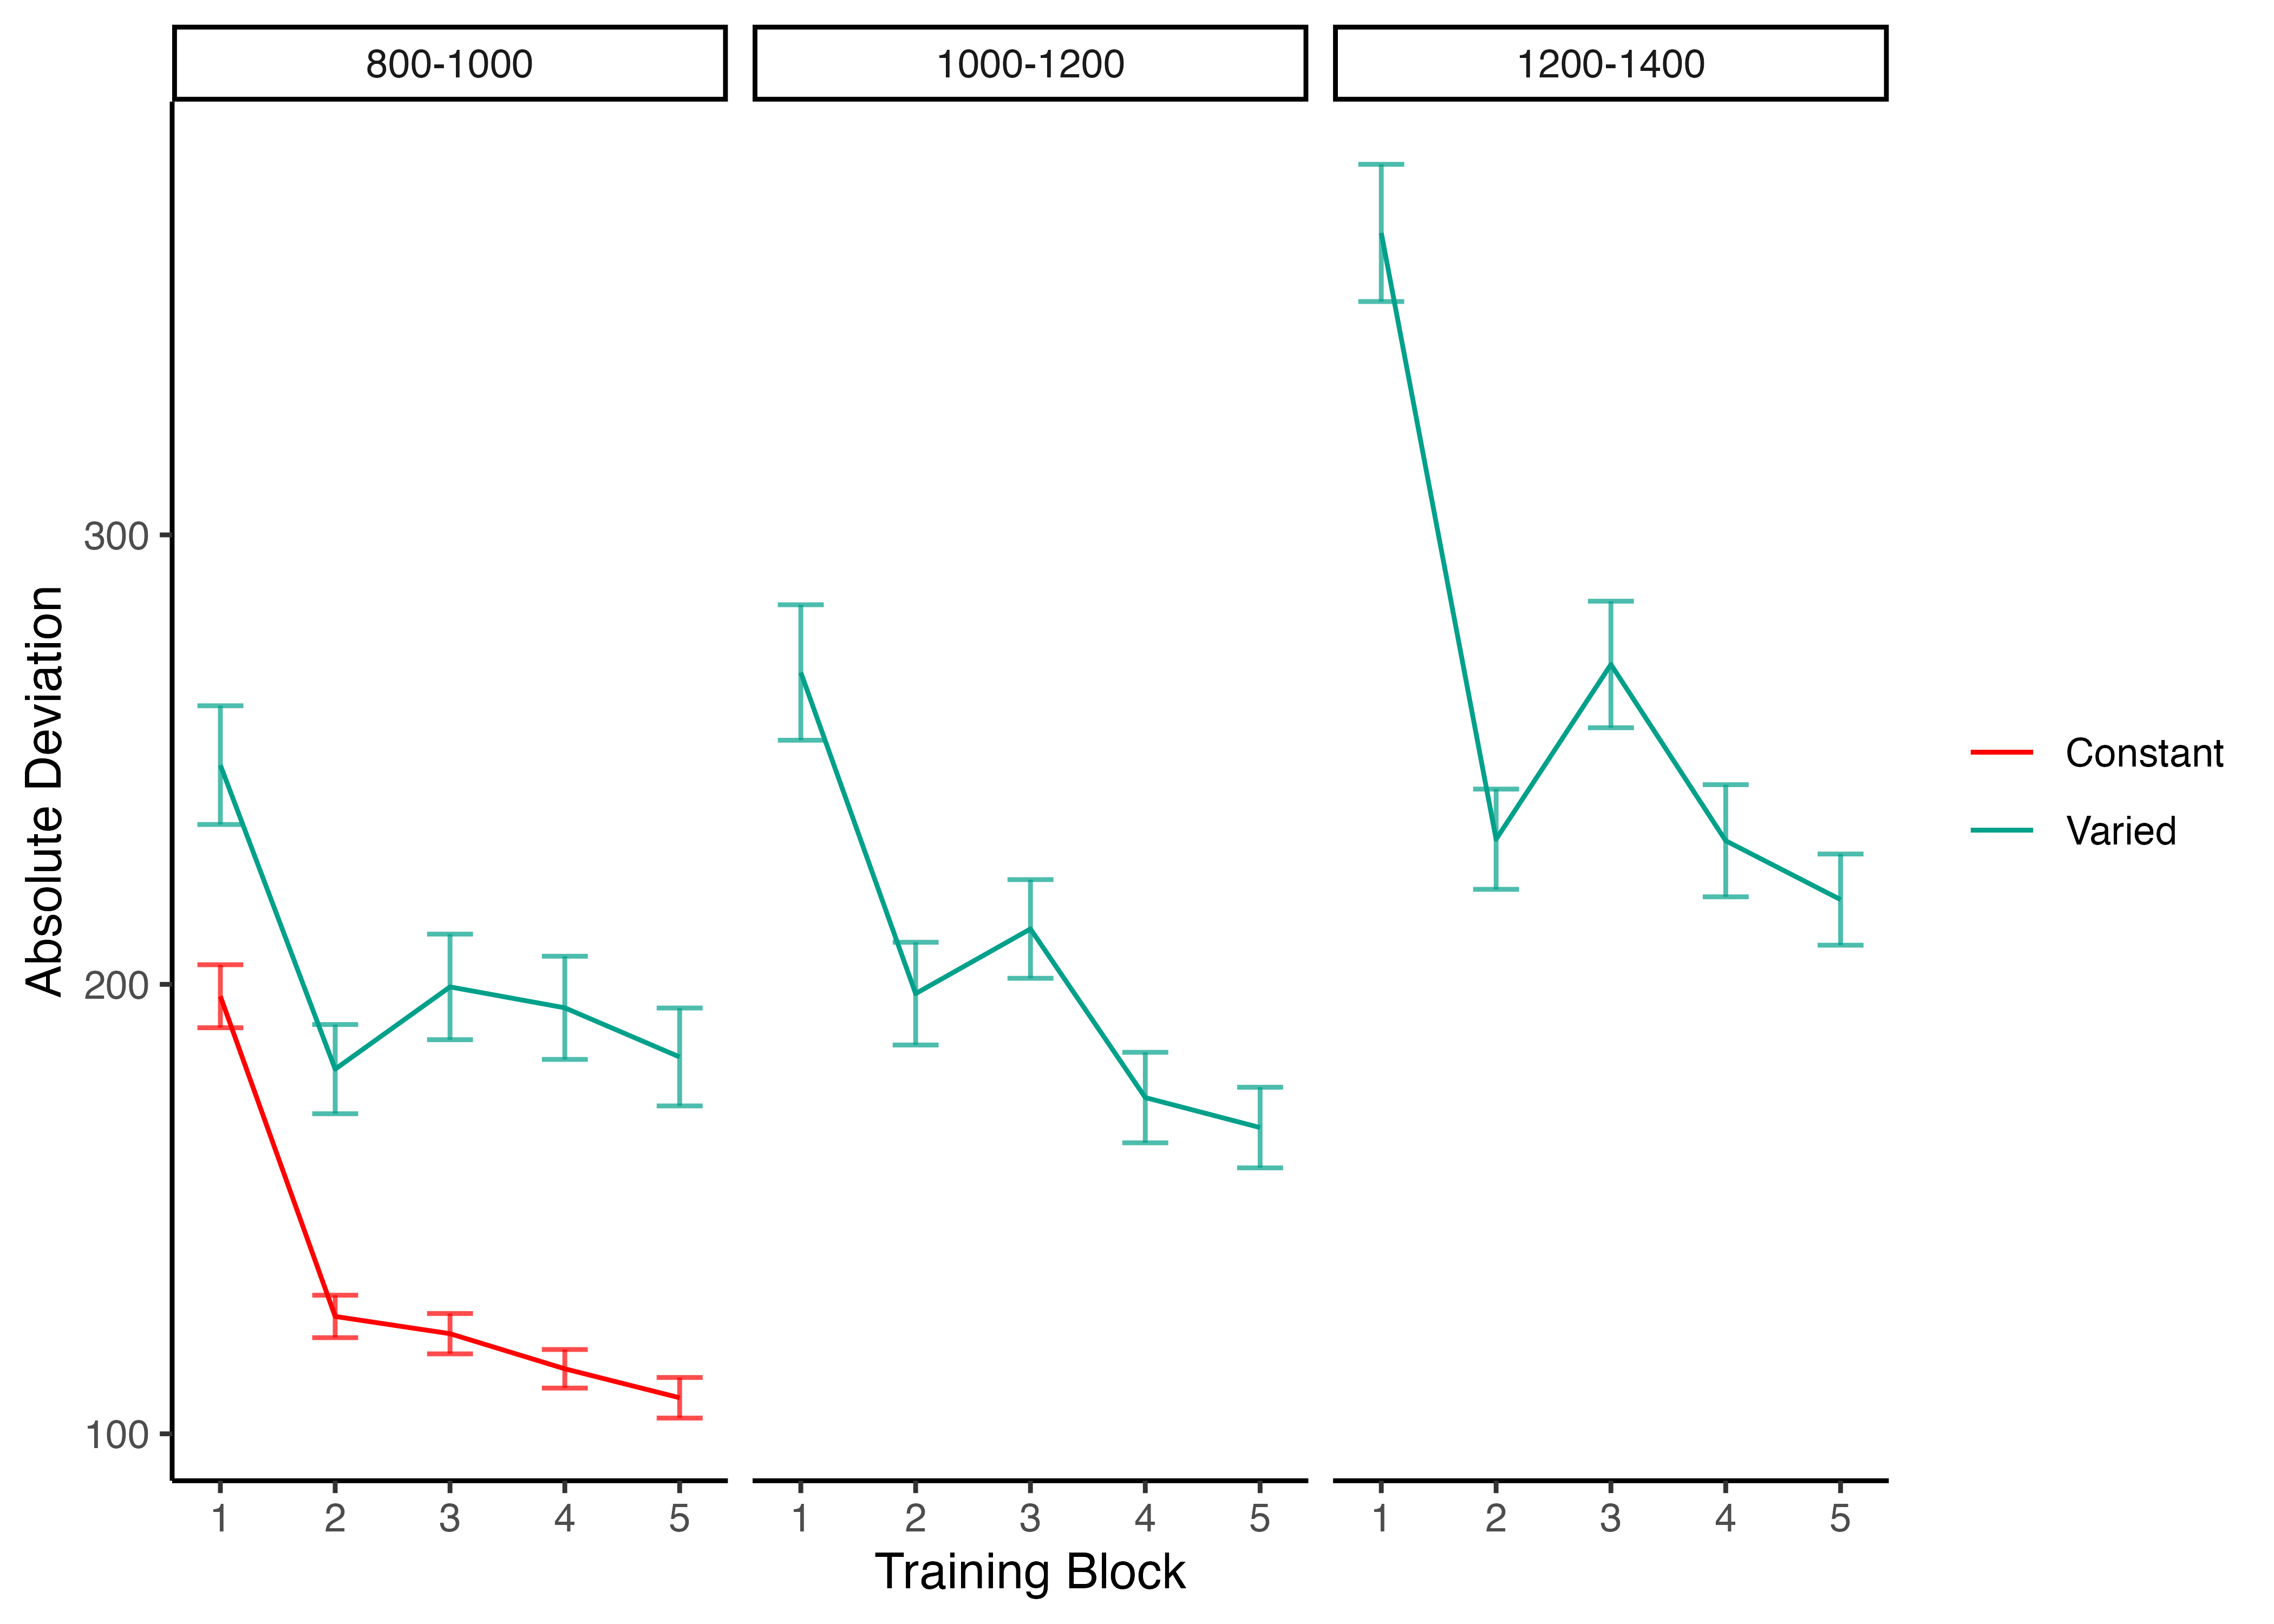 800-1000 1000-1200 1200-1400
Absolute Deviation
300
200
100
Constant
Varied
1 2 3 4 5 1 2 3 4 5 1 2 3 4 5
Training Block